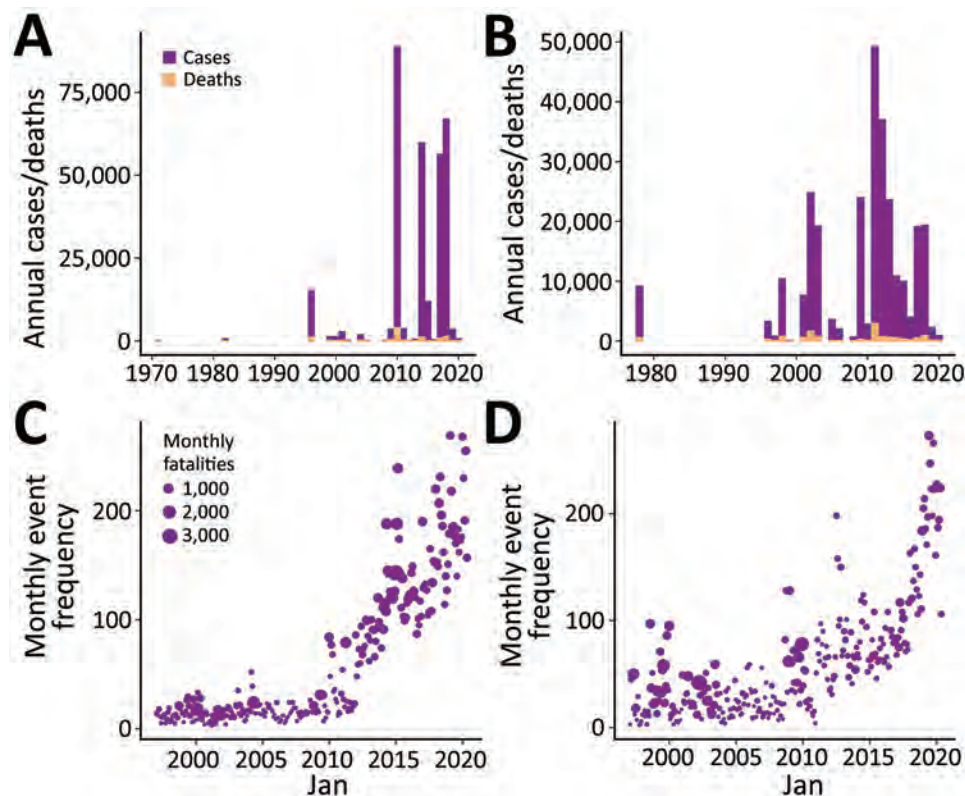 A
Annual cases/deaths
75,000
50,000
25,000
0
Cases
Deaths
1970 1980 1990 2000 2010 2020
B
Annual cases/deaths
50,000
40,000
30,000
20,000
10,000
0
1980 1990 2000 2010 2020
C
Monthly event
frequency
200
100
0
Monthly
fatalities
1,000
2,000
3,000
2000 2005 2010 2015 2020
Jan
D
Monthly event
frequency
200
100
0
2000 2005 2010 2015 2020
Jan